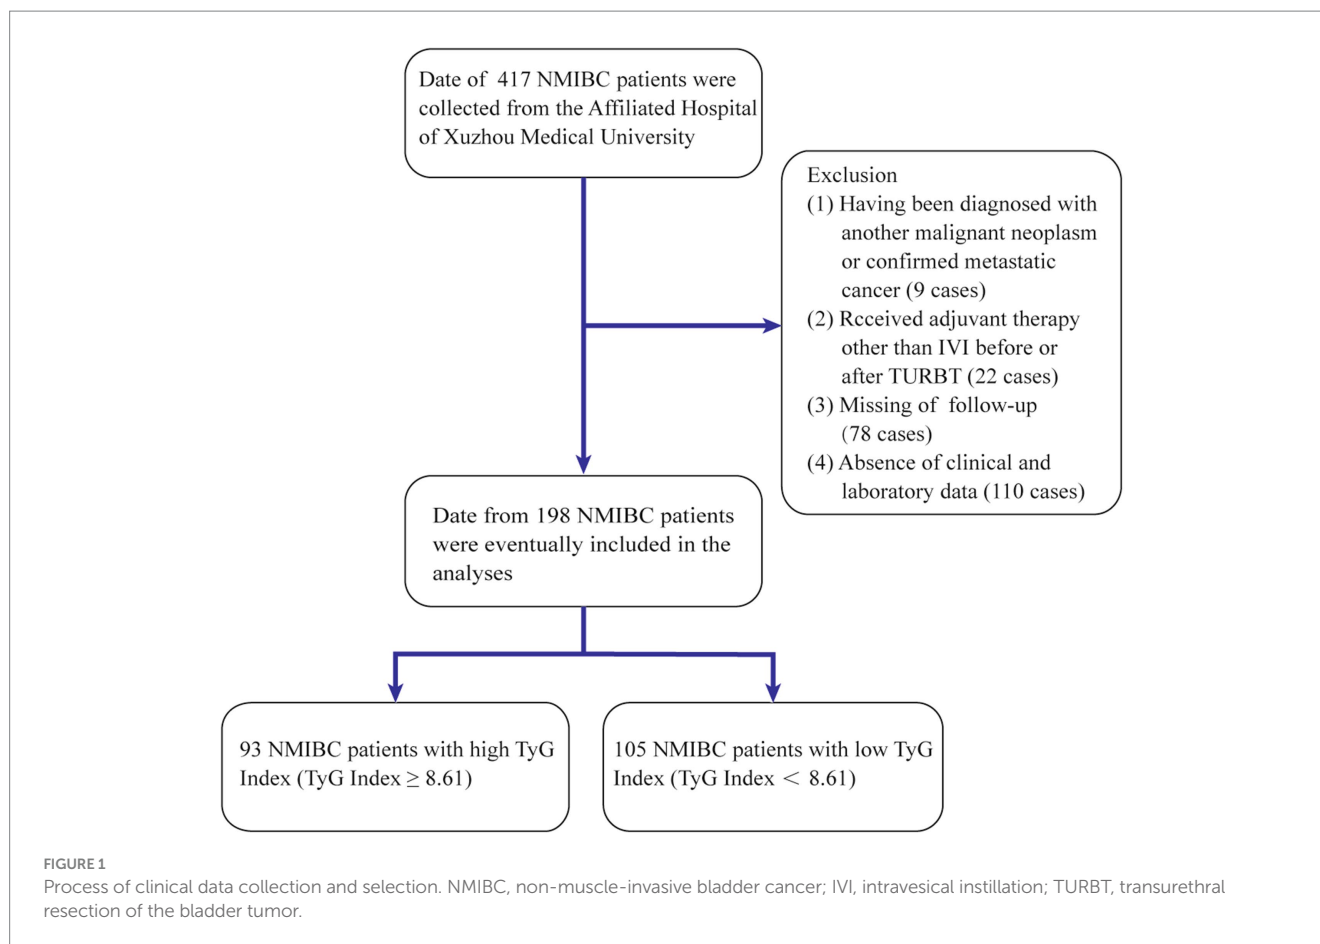 Date of 417 NMIBC patients were
collected from the Affiliated Hospital
of Xuzhou Medical University
Exclusion
(1) Having been diagnosed with
another malignant neoplasm
or confirmed metastatic
cancer (9 cases)
(2) Rcceived adjuvant therapy
other than IVI before or
after TURBT (22 cases)
(3) Missing of follow-up
(78 cases)
(4) Absence of clinical and
laboratory data (110 cases)
Date from 198 NMIBC patients
were eventually included in the
analyses
93 NMIBC patients with high TyG
Index (TyG Index ≥ 8.61)
105 NMIBC patients with low TyG
Index (TyG Index < 8.61)
FIGURE 1
Process of clinical data collection and selection. NMIBC, non-muscle-invasive bladder cancer; IVI, intravesical instillation; TURBT, transurethral
resection of the bladder tumor.